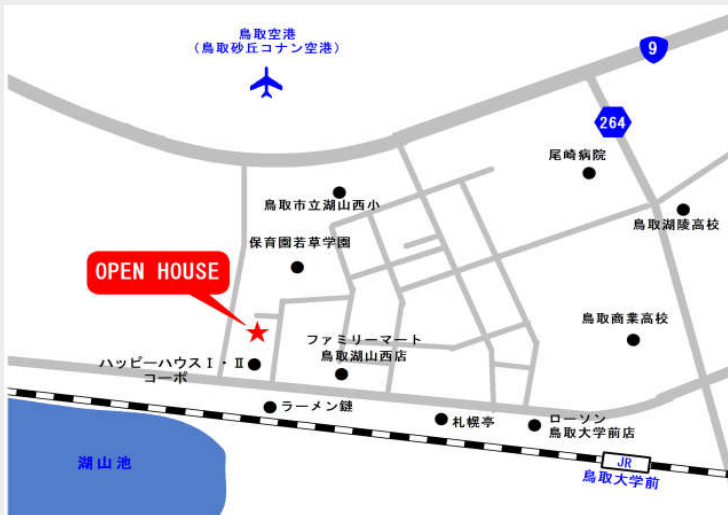 鳥取空港
(鳥取砂丘コナン空港)
9
264
尾崎病院
鳥取市立湖山西小
鳥取湖陵高校
保育園若草学園
OPEN HOUSE
鳥取商業高校
ファミリーマート
鳥取湖山西店
ハッピーハウスⅠ・Ⅱ
コーポ
ラーメン鏈
札幌亭
ローソン
鳥取大学前店
湖山池
JR
鳥取大学前